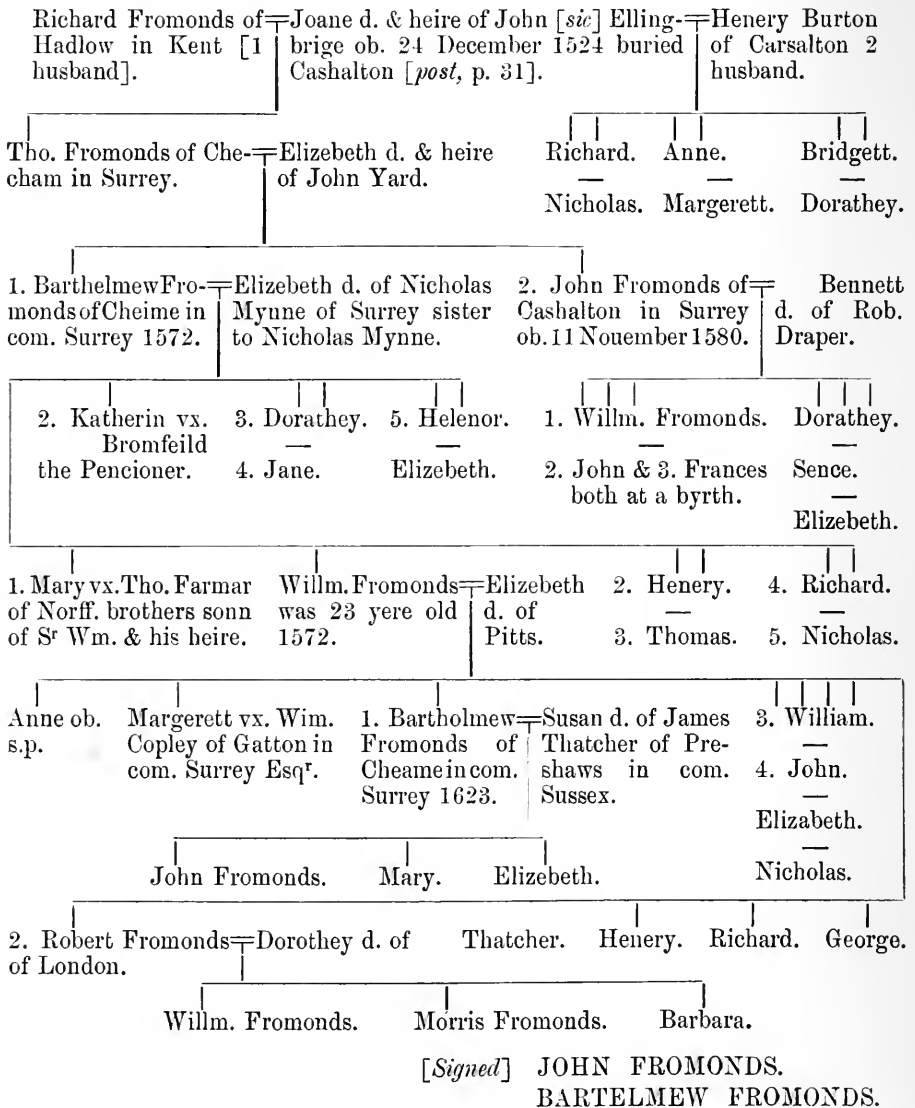 Richard Fromonds of Hadlow in Kent [1 husband].
Joane d. & heire of John [sic] Elling-
brige ob. 24 December 1524 buried
Cashalton [post, p. 31].
Henery Burton
of Carsalton 2
husband.
Tho. Fromonds of Che-
cham in Surrey.
Elizebeth d. & heire
of John Yard.
Richard.
—
Nicholas.
Anne.
—
Margerett.
Bridgett.
—
Dorathey.
1. Barthelmew Fro-
monds of Cheime in
com. Surrey 1572.
Elizebeth d. of Nicholas
Mynne of Surrey sister
to Nicholas Mynne.
2. John Fromonds of
Cashalton in Surrey
ob. 11 Nouember 1580.
Bennett
d. of Rob.
Draper.
2. Katherin vx.
Bromfeild
the Pencioner.
3. Dorathey.
—
4. Jane.
5. Helenor.
—
Elizebeth.
1. Willm. Fromonds.
—
2. John & 3. Frances
both at a byrth.
Dorathey.
—
Sence.
—
Elizebeth.
1. Mary vx. Tho. Farmar
of Norff. brothers sonn
of Sr Wm. & his heire.
Willm. Fromonds
was 23 yere old
1572.
Elizebeth
d. of
Pitts.
2. Henery.
—
3. Thomas.
4. Richard.
—
5. Nicholas.
Anne ob.
s.p.
Margerett vx. Wim.
Copley of Gatton in
com. Surrey Esqr.
1. Bartholmew
Fromonds of
Cheame in com.
Surrey 1623.
Susan d. of James
Thatcher of Pre-
shaws in com.
Sussex.
3. William.
—
4. John.
—
Elizabeth.
—
Nicholas.
John Fromonds.
Mary.
Elizebeth.
2. Robert Fromonds
of London.
Dorothey d. of Thatcher.
Henery.
Richard.
George.
Willm. Fromonds.
Morris Fromonds.
Barbara.
[Signed] JOHN FROMONDS.
BARTELMEW FROMONDS.